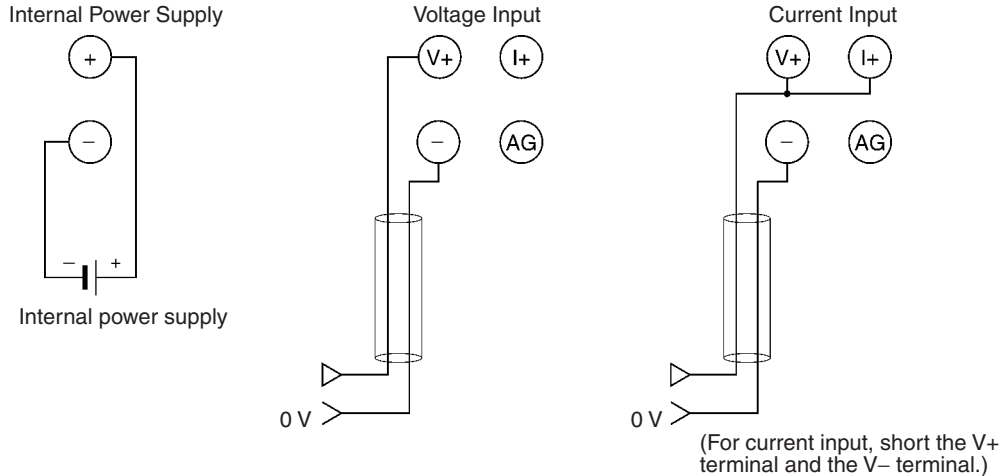 Internal Power Supply
+
−
− +
Internal power supply
Voltage Input
V+ I+
− AG
0 V
Current Input
V+ I+
− AG
0 V
(For current input, short the V+
terminal and the V− terminal.)